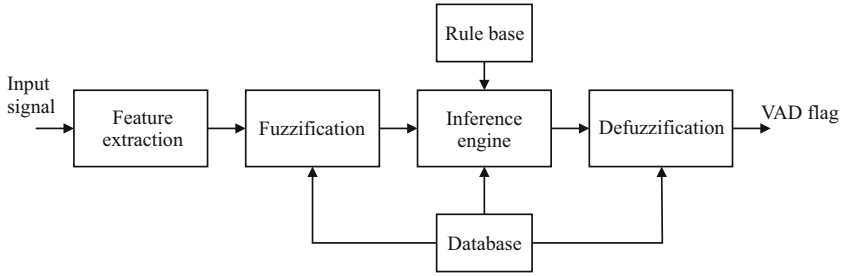 Rule base
Input
signal
Feature
extraction
Fuzzification
Inference
engine
Defuzzification
VAD flag
Database